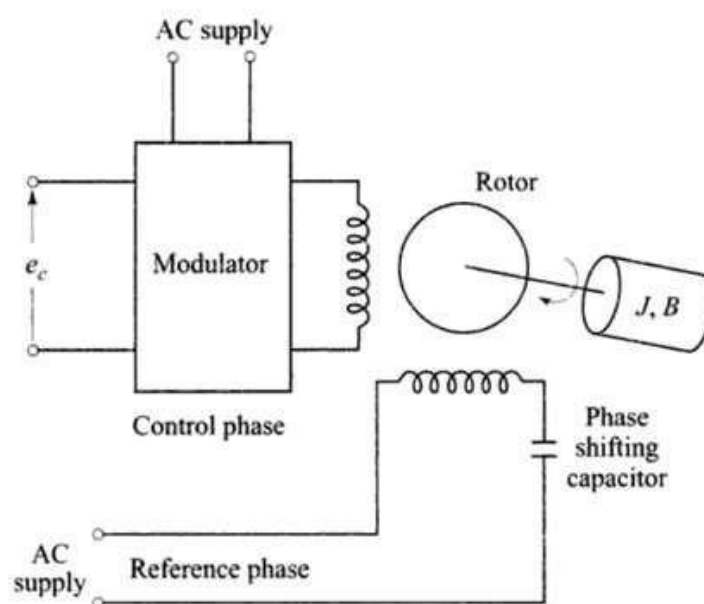 AC supply
Rotor
e_c
Modulator
J, B
Control phase
Phase
shifting
capacitor
AC
supply
Reference phase